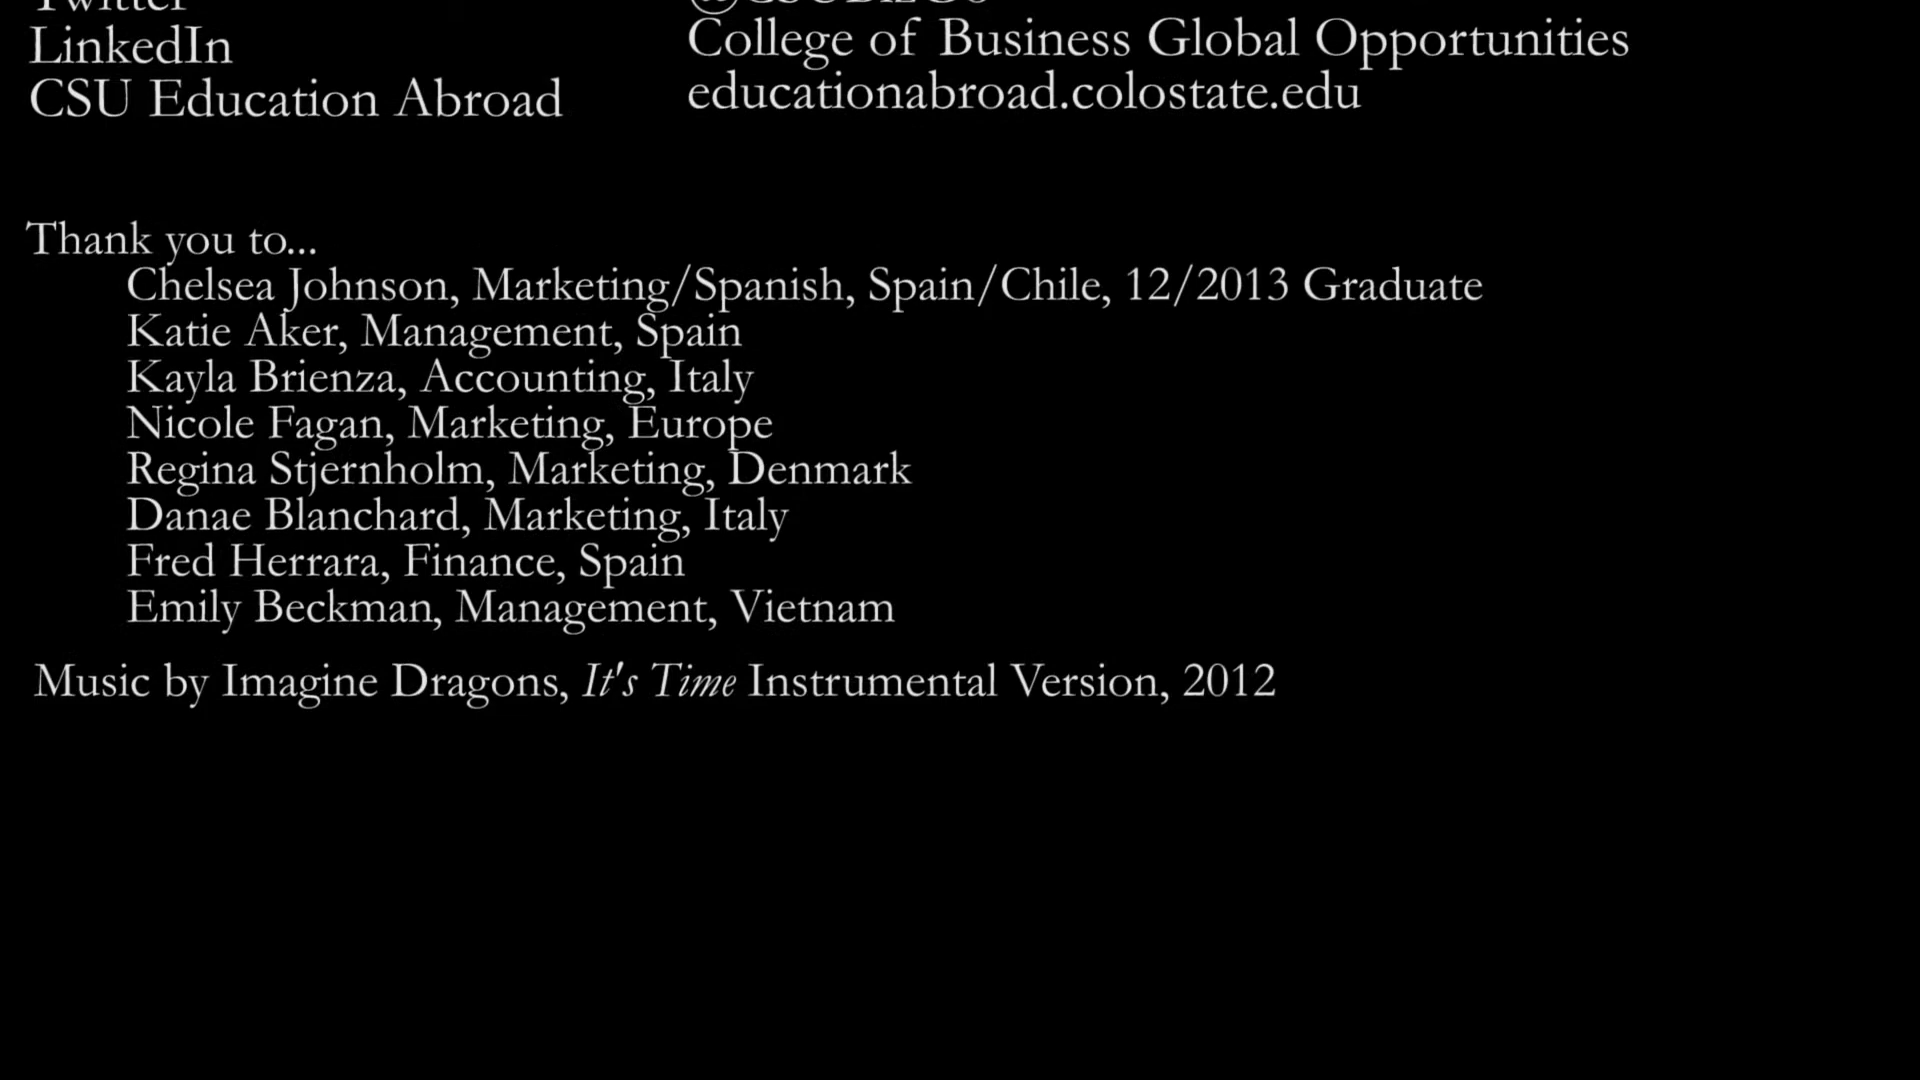 Twitter
LinkedIn College of Business Global Opportunities
CSU Education Abroad educationabroad.colostate.edu
Thank you to...
Chelsea Johnson, Marketing/Spanish, Spain/Chile, 12/2013 Graduate
Katie Aker, Management, Spain
Kayla Brienza, Accounting, Italy
Nicole Fagan, Marketing, Europe
Regina Stjernholm, Marketing, Denmark
Danae Blanchard, Marketing, Italy
Fred Herrara, Finance, Spain
Emily Beckman, Management, Vietnam
Music by Imagine Dragons, It's Time Instrumental Version, 2012